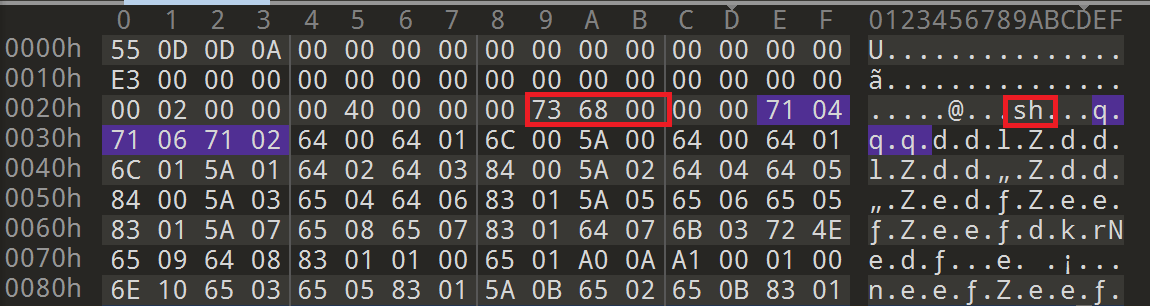 0 1 2 3 4 5 6 7 8 9 A B C D E F 0123456789ABCDEF
0000h 55 0D 0D 0A 00 00 00 00 00 00 00 00 00 00 00 00 U...............
0010h E3 00 00 00 00 00 00 00 00 00 00 00 00 00 00 00 ã...............
0020h 00 02 00 00 00 40 00 00 00 73 68 00 00 00 71 04 .....@...sh...q.
0030h 71 06 71 02 64 00 64 01 6C 00 5A 00 64 00 64 01 q.q.d.d.l.Z.d.d.
0040h 6C 01 5A 01 64 02 64 03 84 00 5A 02 64 04 64 05 l.Z.d.d.„.Z.d.d.
0050h 84 00 5A 03 65 04 64 06 83 01 5A 05 65 06 65 05 „.Z.e.d.ƒ.Z.e.e.
0060h 83 01 5A 07 65 08 65 07 83 01 64 07 6B 03 72 4E ƒ.Z.e.e.ƒ.d.k.rN
0070h 65 09 64 08 83 01 01 00 65 01 A0 0A A1 00 01 00 e.d.ƒ...e. .¡...
0080h 6E 10 65 03 65 05 83 01 5A 0B 65 02 65 0B 83 01 n.e.e.ƒ.Z.e.e.ƒ.